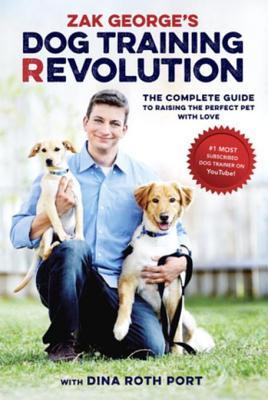 ZAK GEORGE'S
DOG TRAINING
REVOLUTION
THE COMPLETE GUIDE
TO RAISING THE PERFECT PET
WITH LOVE
#1 MOST
SUBSCRIBED
DOG TRAINER ON
YouTube!
WITH DINA ROTH PORT